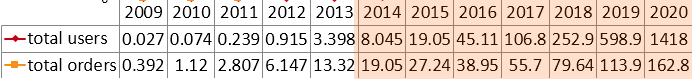 2009 2010 2011 2012 2013 2014 2015 2016 2017 2018 2019 2020
total users 0.027 0.074 0.239 0.915 3.398 8.045 19.05 45.11 106.8 252.9 598.9 1418
total orders 0.392 1.12 2.807 6.147 13.32 19.05 27.24 38.95 55.7 79.64 113.9 162.8